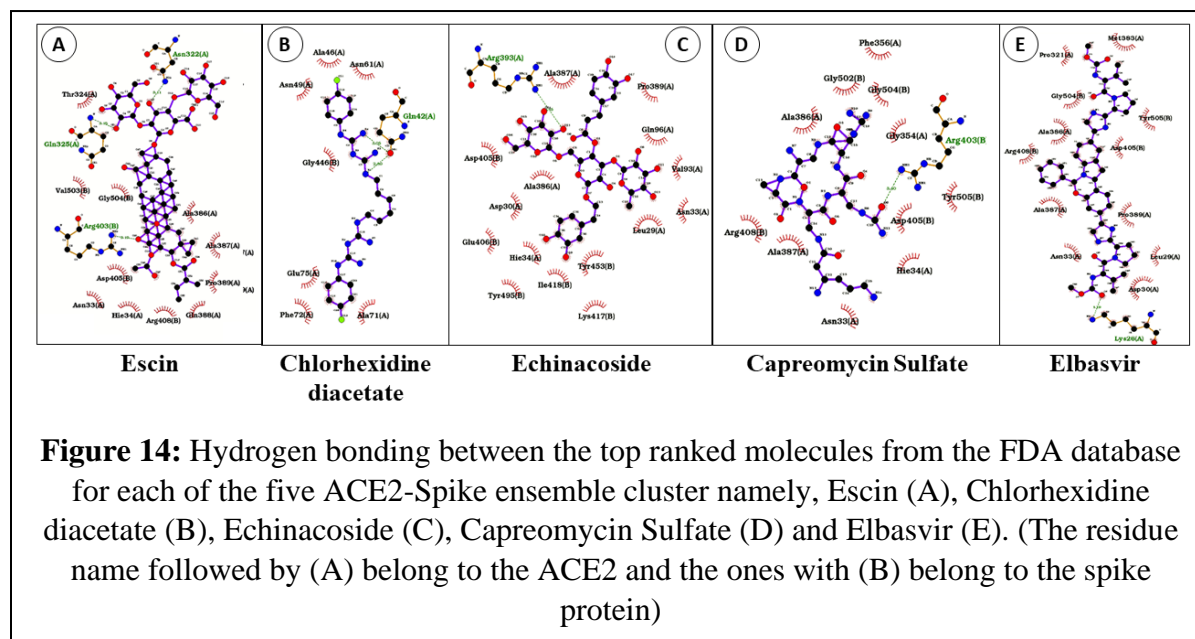 A
Asn322(A)
Thr324(A)
Gln325(A)
Val503(B)
Gly504(B)
Ala386(A)
Arg403(B)
Ala387(A)
Asp405(B)
Pro389(A)
Asn33(A)
His34(A)
Arg408(B)
Gln388(A)
B
Ala46(A)
Asn61(A)
Asn49(A)
Gln42(A)
Gly446(B)
Glu75(A)
Phe72(A)
Ala71(A)
C
Arg393(A)
Ala387(A)
Pro389(A)
Gln96(A)
Asp405(B)
Val93(A)
Ala386(A)
Asp30(A)
Asn33(A)
Leu29(A)
Glu406(B)
His34(A)
Tyr453(B)
Ile418(B)
Tyr495(B)
Lys417(B)
D
Phe356(A)
Gly502(B)
Gly504(B)
Ala386(A)
Gly354(A)
Arg403(B
Tyr505(B)
Asp405(B)
Arg408(B)
Ala387(A)
His34(A)
Asn33(A)
E
Met383(A)
Pro321(A)
Gly504(B)
Tyr505(B)
Ala386(A)
Asp405(B)
Arg408(B)
Ala387(A)
Pro389(A)
Asn33(A)
Leu29(A)
Asp30(A)
Escin
Chlorhexidine
diacetate
Echinacoside
Capreomycin Sulfate
Elbasvir
Figure 14: Hydrogen bonding between the top ranked molecules from the FDA database
for each of the five ACE2-Spike ensemble cluster namely, Escin (A), Chlorhexidine
diacetate (B), Echinacoside (C), Capreomycin Sulfate (D) and Elbasvir (E). (The residue
name followed by (A) belong to the ACE2 and the ones with (B) belong to the spike
protein)